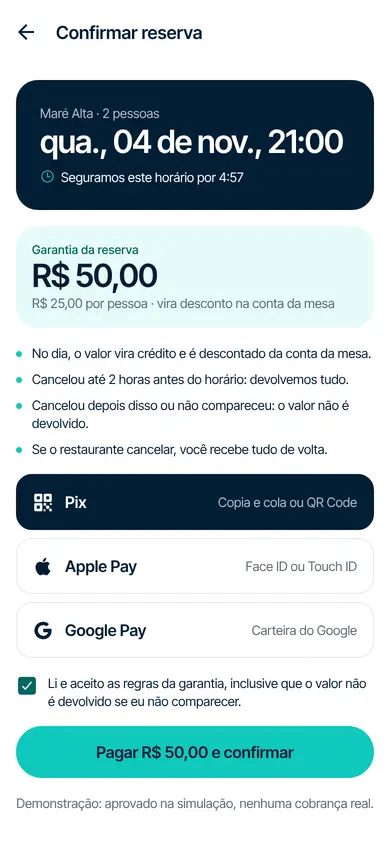 Confirmar reserva
Maré Alta · 2 pessoas
qua., 04 de nov., 21:00
Seguramos este horário por 4:57
Garantia da reserva
R$ 50,00
R$ 25,00 por pessoa · vira desconto na conta da mesa
No dia, o valor vira crédito e é descontado da conta da mesa.
Cancelou até 2 horas antes do horário: devolvemos tudo.
Cancelou depois disso ou não compareceu: o valor não é
devolvido.
Se o restaurante cancelar, você recebe tudo de volta.
Pix Copia e cola ou QR Code
Apple Pay Face ID ou Touch ID
Google Pay Carteira do Google
Li e aceito as regras da garantia, inclusive que o valor não
é devolvido se eu não comparecer.
Pagar R$ 50,00 e confirmar
Demonstração: aprovado na simulação, nenhuma cobrança real.